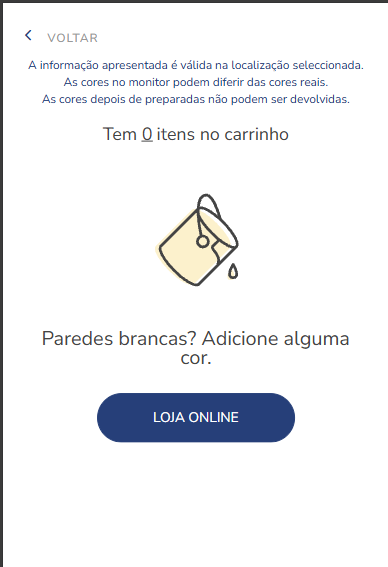 VOLTAR
A informação apresentada é válida na localização seleccionada.
As cores no monitor podem diferir das cores reais.
As cores depois de preparadas não podem ser devolvidas.
Tem 0 itens no carrinho
Paredes brancas? Adicione alguma
cor.
LOJA ONLINE